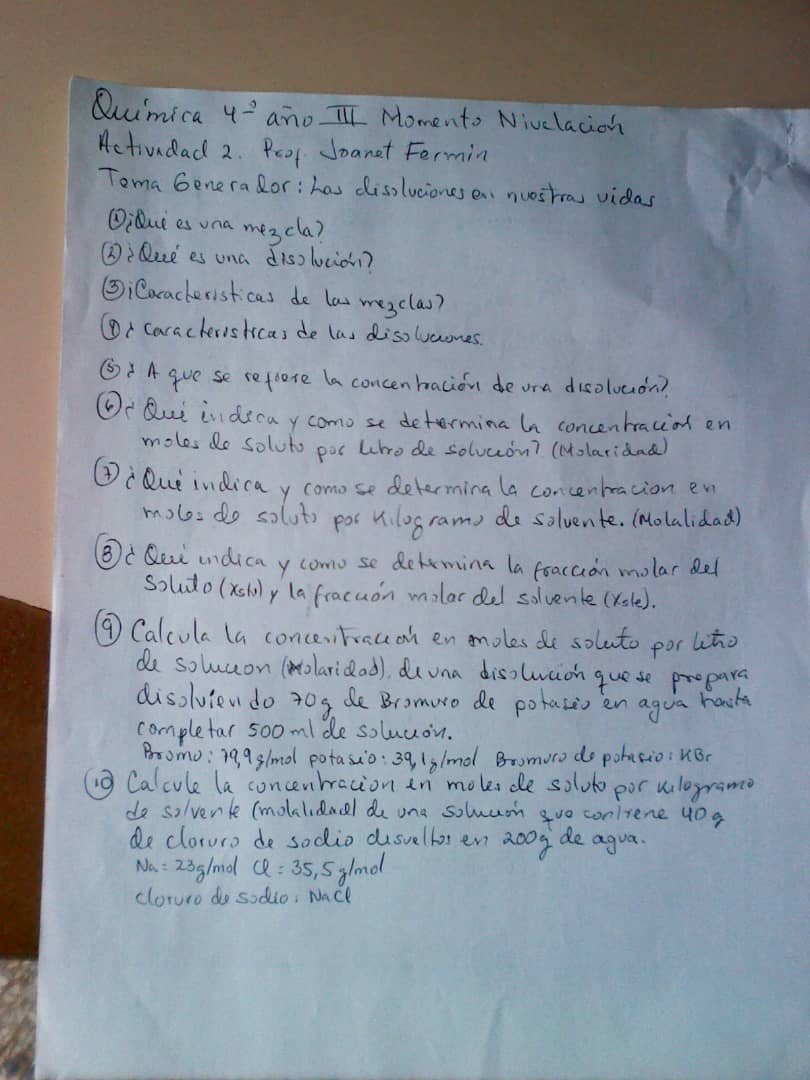 Química 4º año III Momento Nivelación
Actividad 2. Prof. Joanet Fermin
Tema Generador: Las disoluciones en nuestras vidas
① ¿Qué es una mezcla?
② ¿Qué es una disolución?
③ ¿Caracteristicas de las mezclas?
④ ¿ caracteristicas de las disoluciones.
⑤ ¿ A que se refiere la concentración de una disolución?
⑥ ¿ Qué indica y como se determina la concentración en
moles de soluto por litro de solución? (Molaridad)
⑦ ¿ Qué indica y como se determina la concentracion en
moles de soluto por Kilogramo de solvente. (Molalidad)
⑧ ¿ Qué indica y como se determina la fracción molar del
Soluto (Xsto) y la fracción molar del solvente (Xste).
⑨ Calcula la concentración en moles de soluto por litro
de solucion (Molaridad), de una disolución que se prepara
disolviendo 70g de Bromuro de potasio en agua hasta
completar 500 ml de solución.
Bromo: 79,9 g/mol potasio: 39,1 g/mol Bromuro de potasio: KBr
⑩ Calcule la concentracion en moles de soluto por kilogramo
de solvente (molalidad) de una solución que contiene 40 g
de cloruro de sodio disueltos en 200g de agua.
Na = 23g/mol Cl = 35,5 g/mol
cloruro de sodio: NaCl